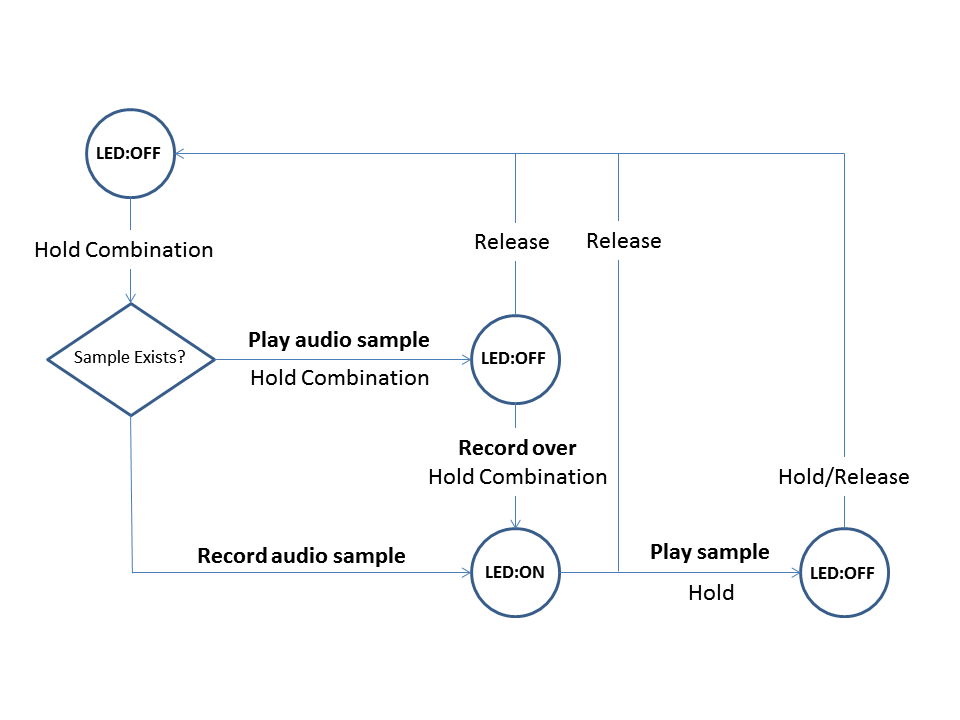 LED:OFF
Hold Combination
Release
Release
Sample Exists?
Play audio sample
Hold Combination
LED:OFF
Record over
Hold Combination
Hold/Release
Record audio sample
LED:ON
Play sample
Hold
LED:OFF